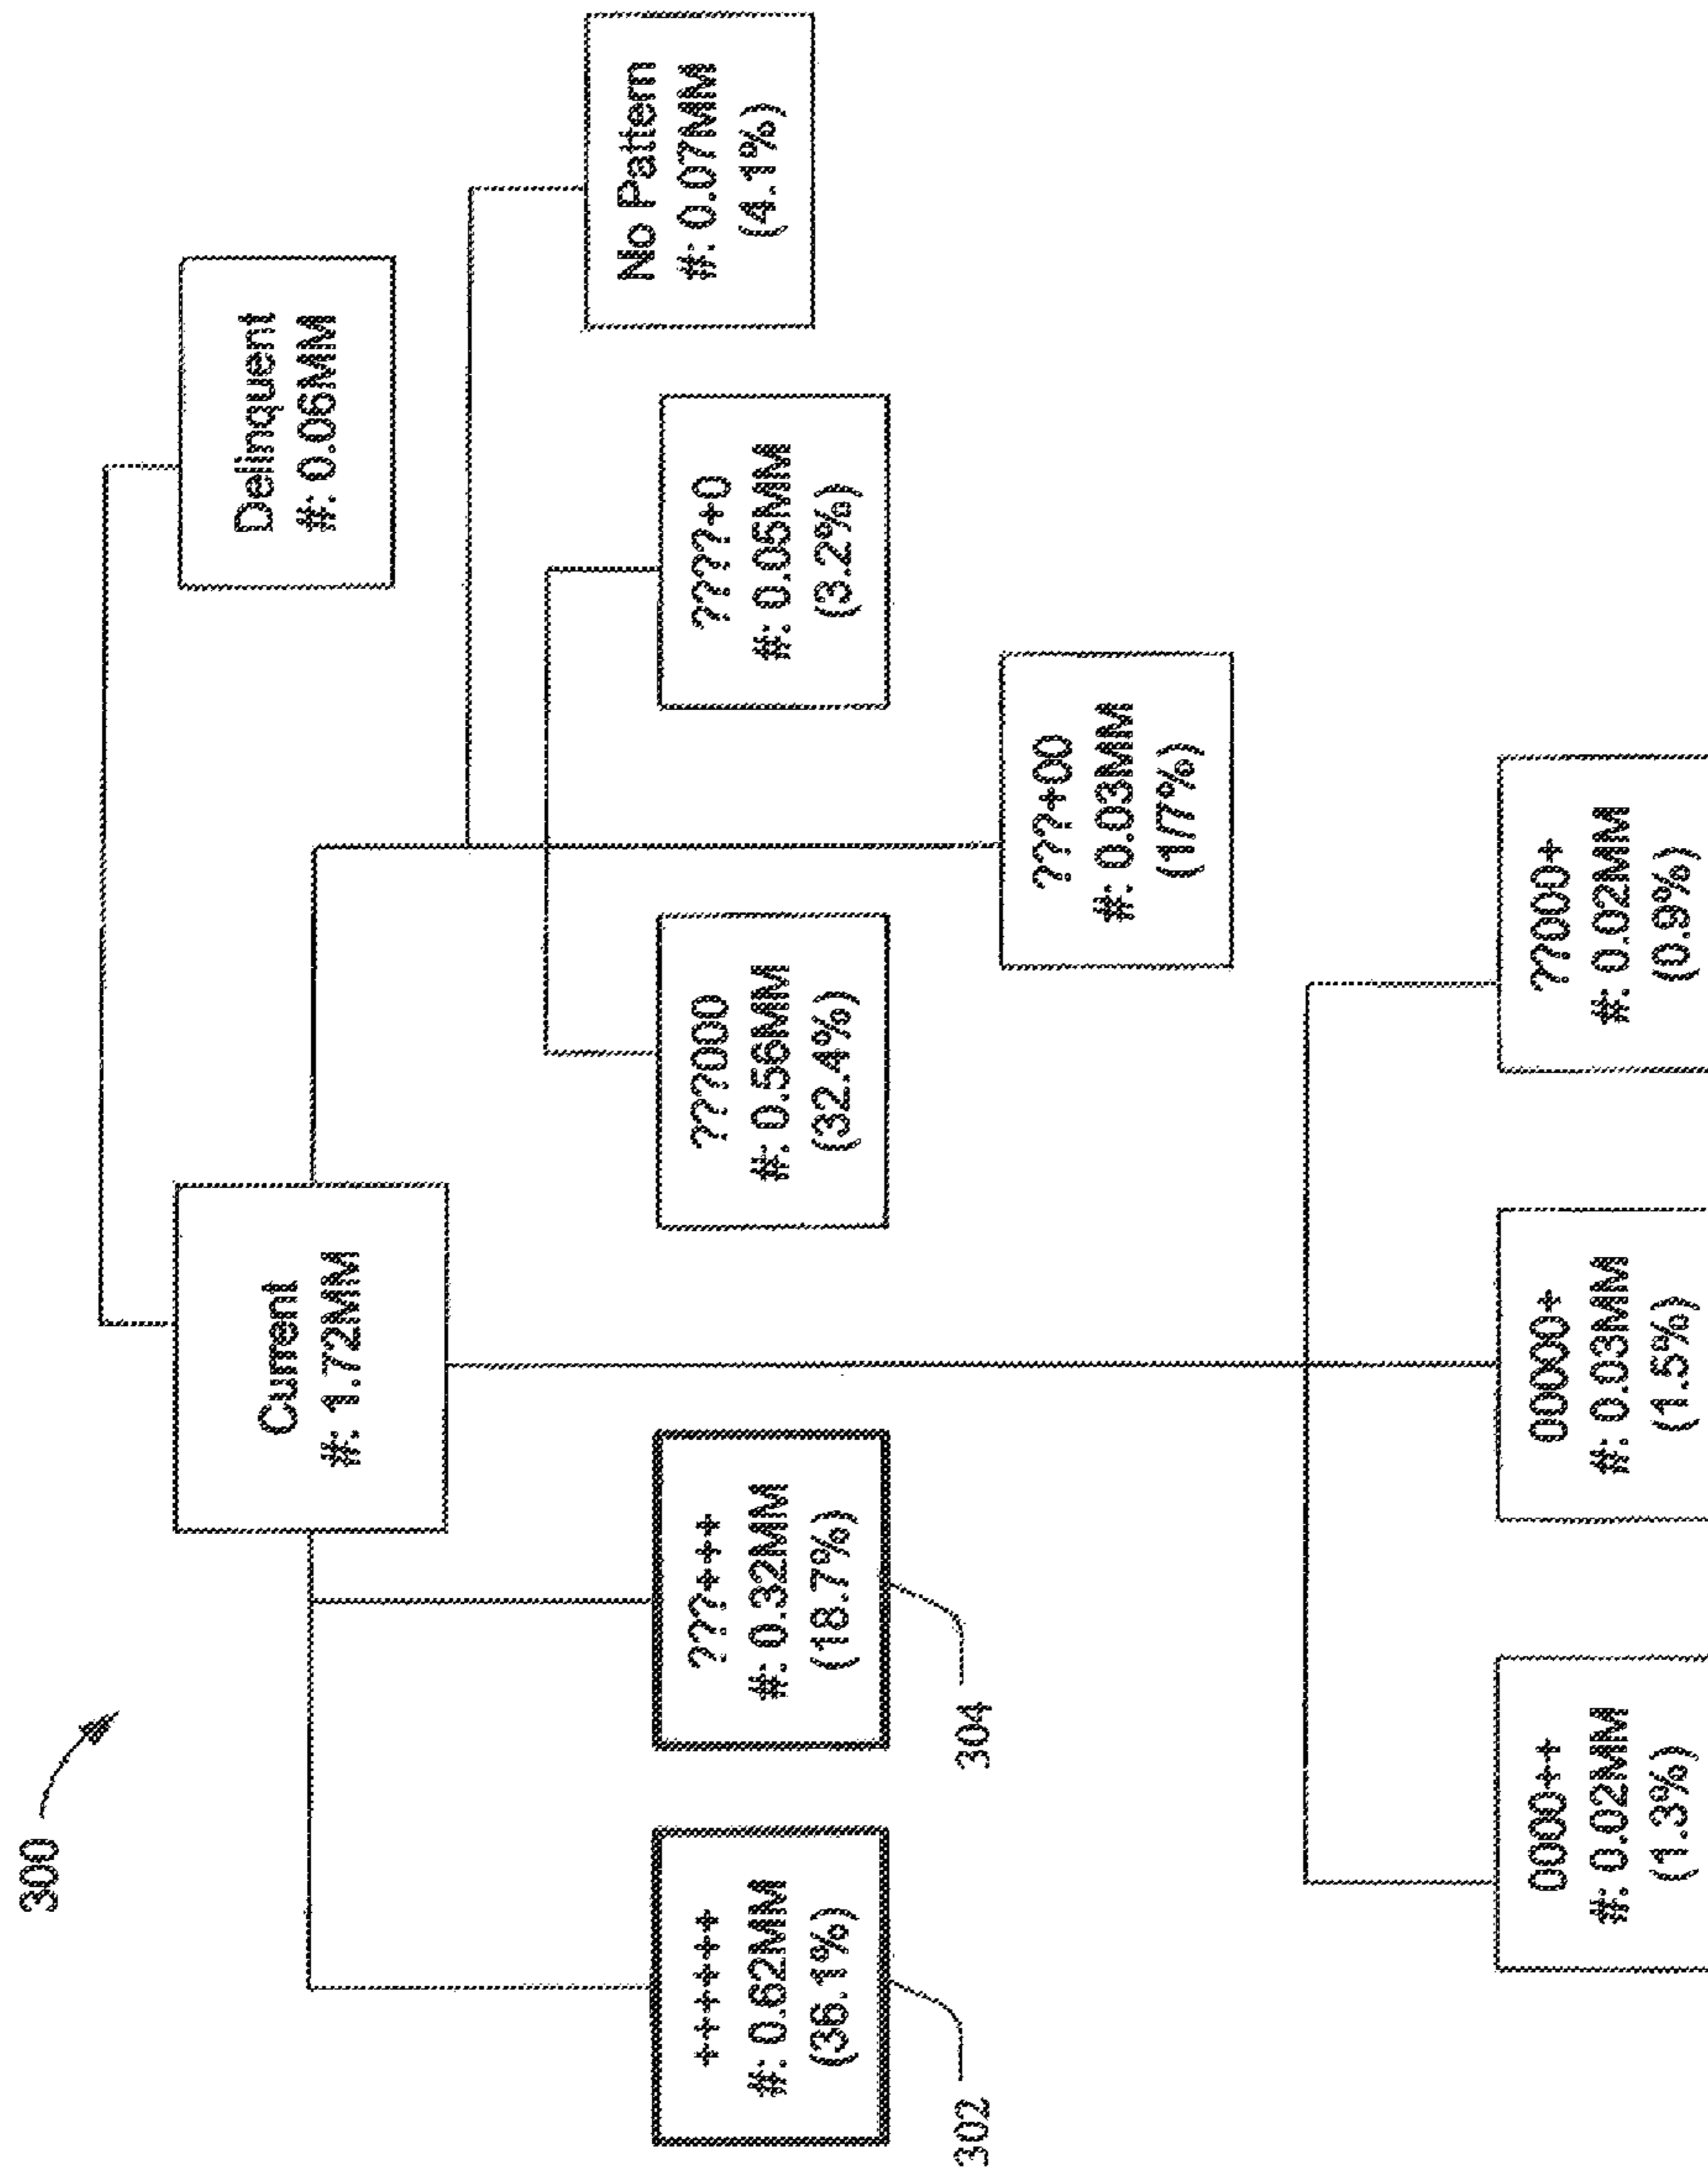 300
Current
#: 1.72MM
Delinquent
#: 0.06MM
++++++
#: 0.62MM
(36.1%)
???+++
#: 0.32MM
(18.7%)
???000
#: 0.56MM
(32.4%)
????+0
#: 0.05MM
(3.2%)
No Pattern
#: 0.07MM
(4.1%)
302
304
???+00
#: 0.03MM
(1.7%)
0000++
#: 0.02MM
(1.3%)
00000+
#: 0.03MM
(1.5%)
??000+
#: 0.02MM
(0.9%)